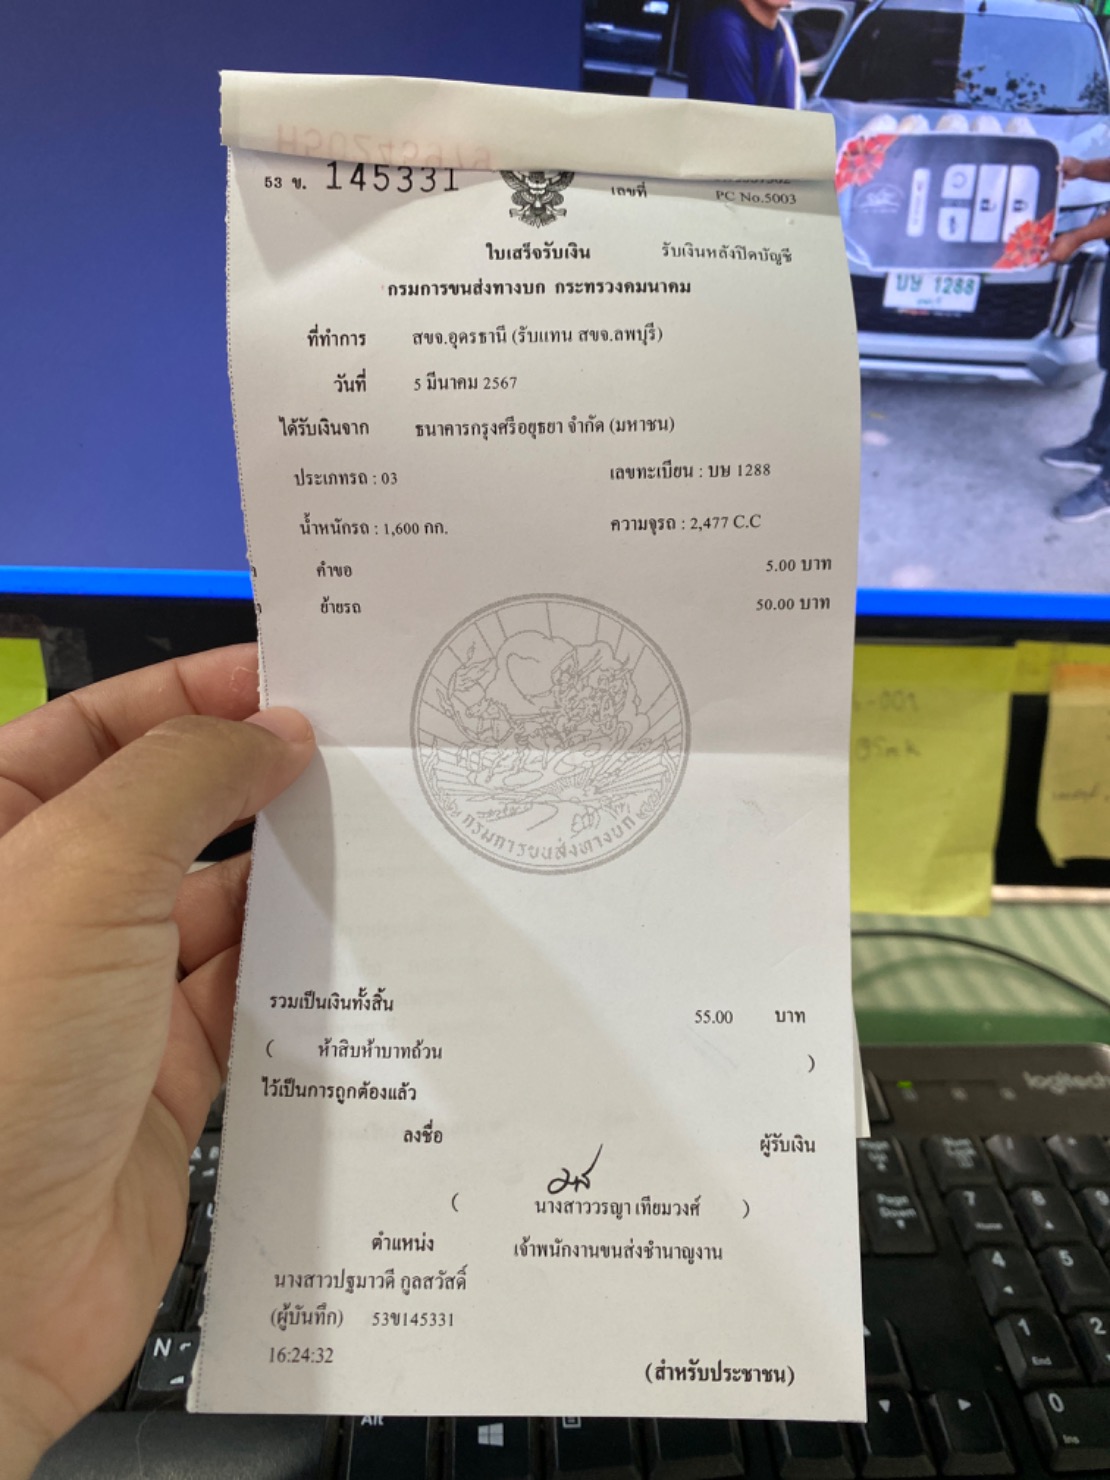 53 ข. 145331
เลขที่
PC No.5003
ใบเสร็จรับเงิน
รับเงินหลังปิดบัญชี
กรมการขนส่งทางบก กระทรวงคมนาคม
ที่ทำการ สขจ.อุดรธานี (รับแทน สขจ.ลพบุรี)
วันที่ 5 มีนาคม 2567
ได้รับเงินจาก ธนาคารกรุงศรีอยุธยา จำกัด (มหาชน)
ประเภทรถ : 03 เลขทะเบียน : บษ 1288
น้ำหนักรถ : 1,600 กก. ความจุรถ : 2,477 C.C
คำขอ 5.00 บาท
ย้ายรถ 50.00 บาท
กรมการขนส่งทางบก
รวมเป็นเงินทั้งสิ้น 55.00 บาท
( ห้าสิบห้าบาทถ้วน )
ไว้เป็นการถูกต้องแล้ว
ลงชื่อ ผู้รับเงิน
( นางสาววรญา เทียมวงศ์ )
ตำแหน่ง เจ้าพนักงานขนส่งชำนาญงาน
นางสาวปฐมาวดี กูลสวัสดิ์
(ผู้บันทึก) 53ข145331
16:24:32
(สำหรับประชาชน)
บษ 1288
logitech
Page Down
7 Home
8
9
4
5
1 End
2
0 Ins
N
Alt